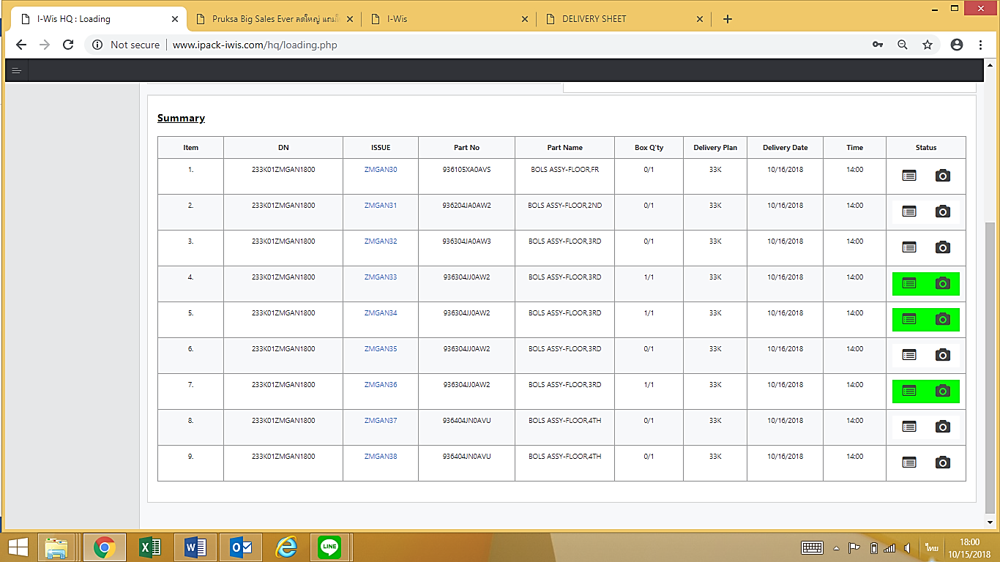 I-Wis HQ : Loading
Pruksa Big Sales Ever ลดใหญ่ แถมใ
I-Wis
DELIVERY SHEET
Not secure www.ipack-iwis.com/hq/loading.php
Summary
Item DN ISSUE Part No Part Name Box Q'ty Delivery Plan Delivery Date Time Status
1. 233K01ZMGAN1800 ZMGAN30 936105XA0AVS BOLS ASSY-FLOOR,FR 0/1 33K 10/16/2018 14:00
2. 233K01ZMGAN1800 ZMGAN31 936204JA0AW2 BOLS ASSY-FLOOR,2ND 0/1 33K 10/16/2018 14:00
3. 233K01ZMGAN1800 ZMGAN32 936304JA0AW3 BOLS ASSY-FLOOR,3RD 0/1 33K 10/16/2018 14:00
4. 233K01ZMGAN1800 ZMGAN33 936304JJ0AW2 BOLS ASSY-FLOOR,3RD 1/1 33K 10/16/2018 14:00
5. 233K01ZMGAN1800 ZMGAN34 936304JJ0AW2 BOLS ASSY-FLOOR,3RD 1/1 33K 10/16/2018 14:00
6. 233K01ZMGAN1800 ZMGAN35 936304JJ0AW2 BOLS ASSY-FLOOR,3RD 0/1 33K 10/16/2018 14:00
7. 233K01ZMGAN1800 ZMGAN36 936304JJ0AW2 BOLS ASSY-FLOOR,3RD 1/1 33K 10/16/2018 14:00
8. 233K01ZMGAN1800 ZMGAN37 936404JN0AVU BOLS ASSY-FLOOR,4TH 0/1 33K 10/16/2018 14:00
9. 233K01ZMGAN1800 ZMGAN38 936404JN0AVU BOLS ASSY-FLOOR,4TH 0/1 33K 10/16/2018 14:00
LINE
ไทย
18:00
10/15/2018